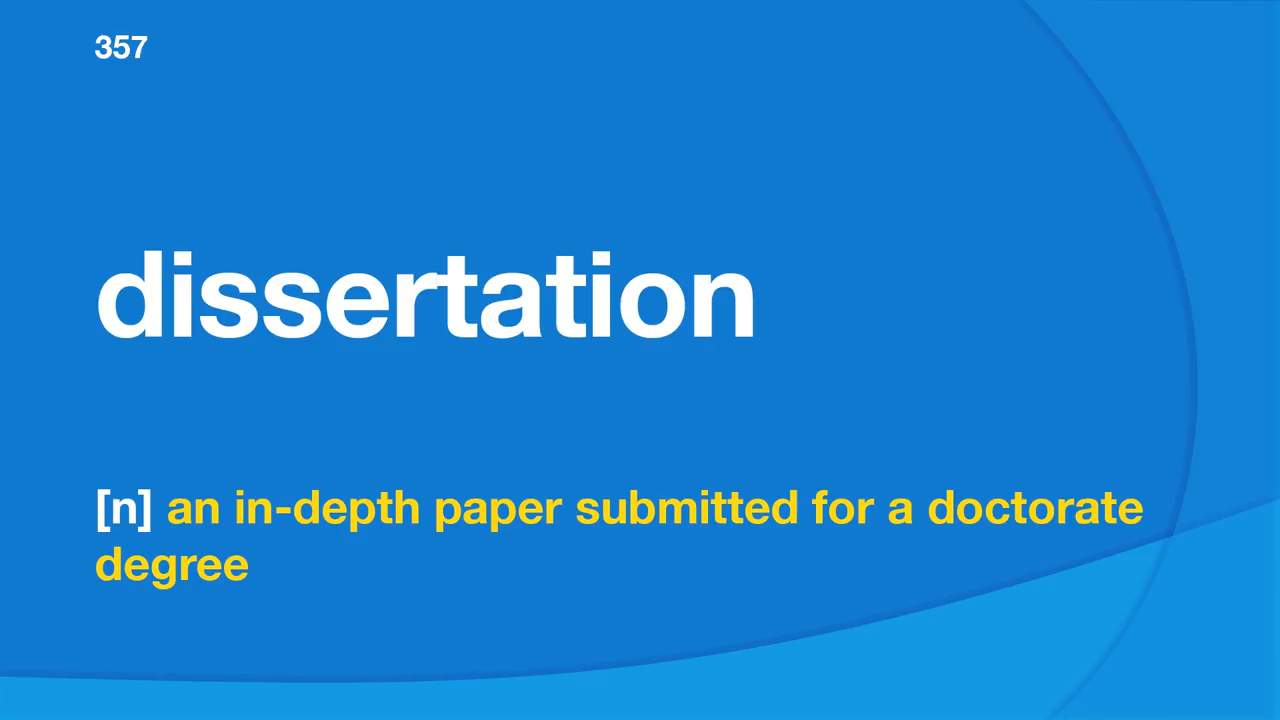 357
dissertation
[n] an in-depth paper submitted for a doctorate
degree